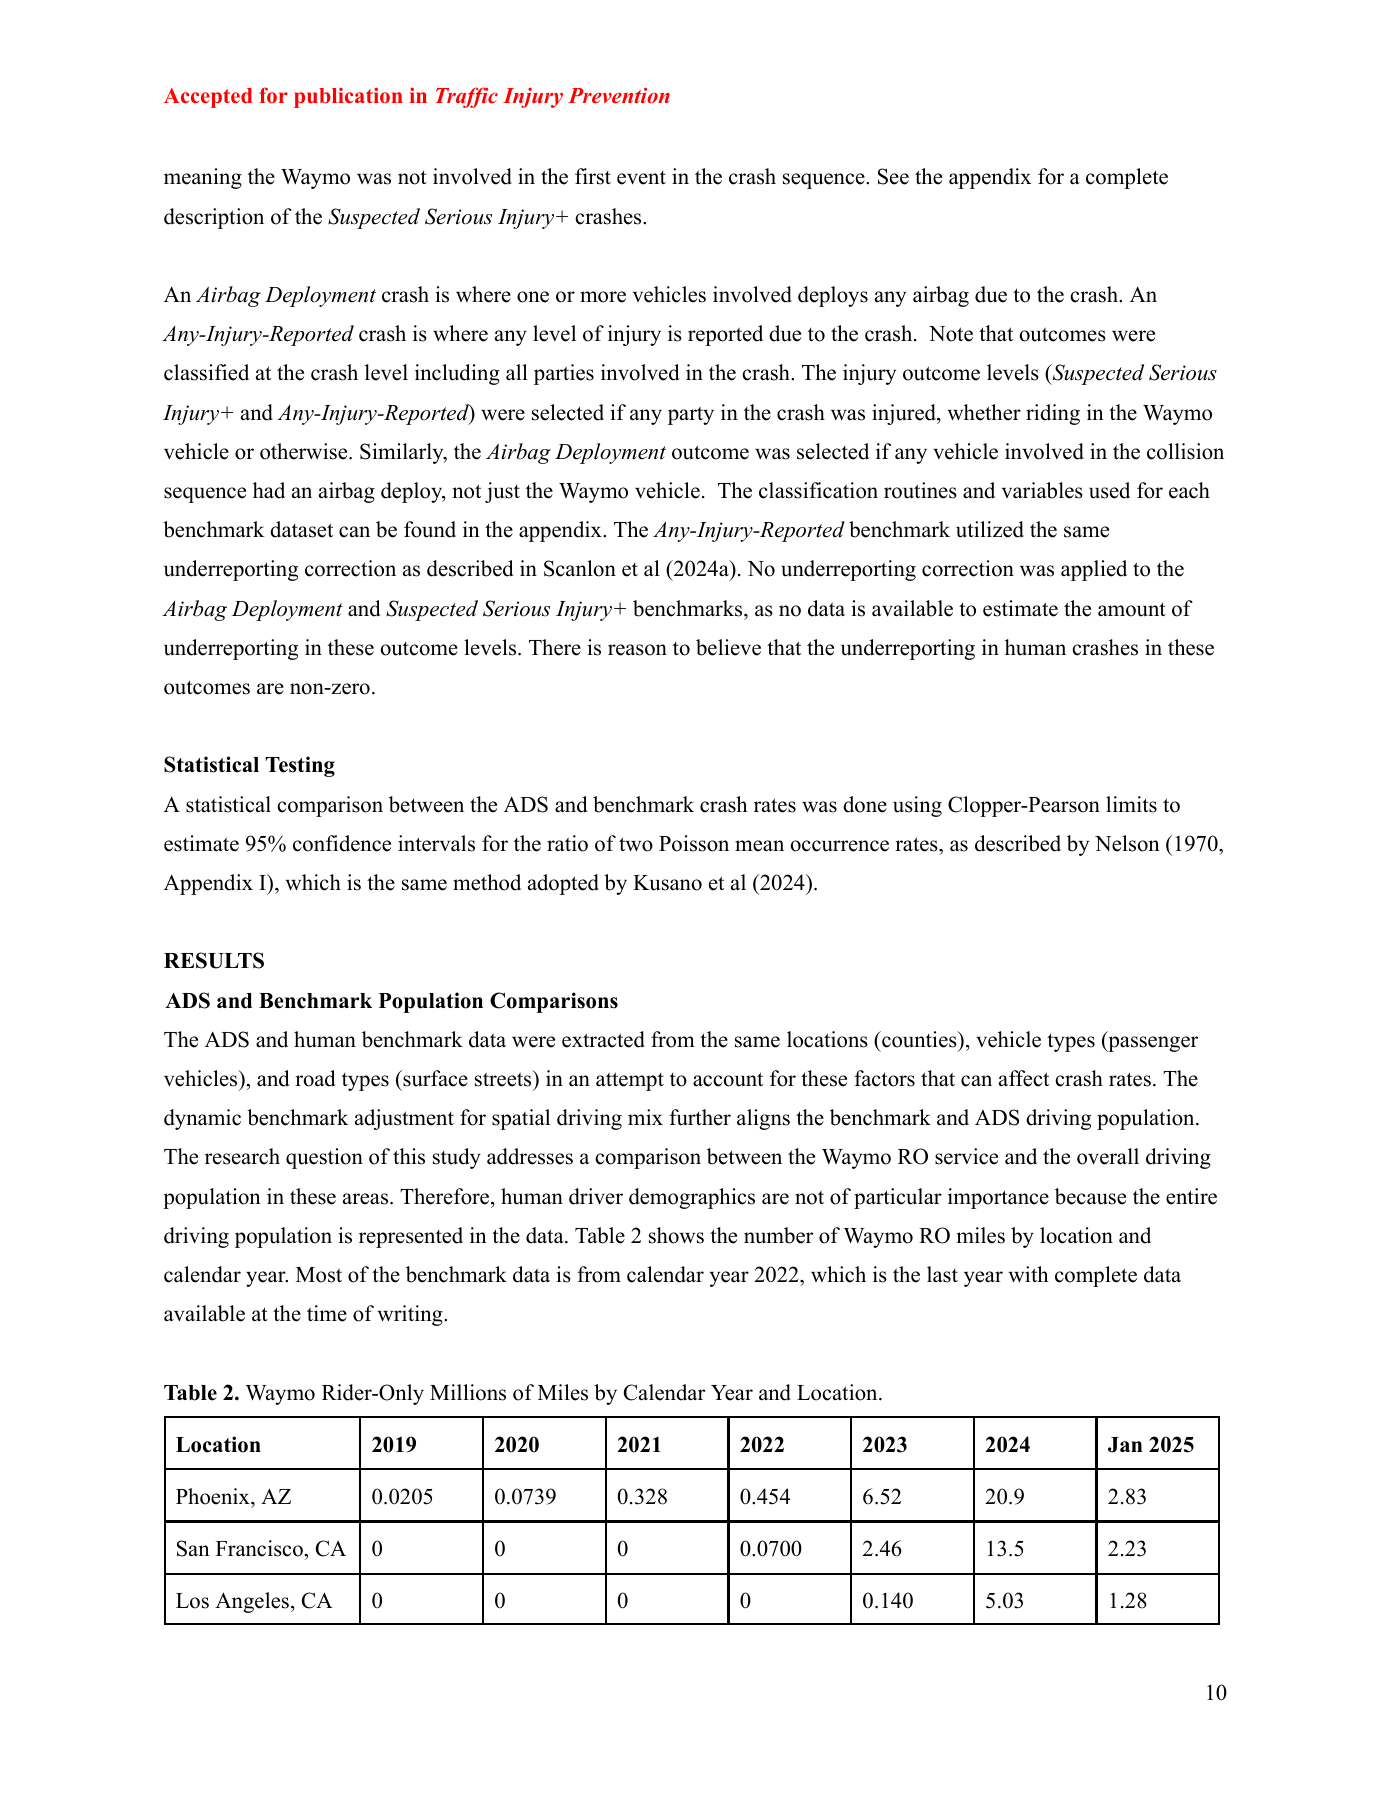 Accepted for publication in Traffic Injury Prevention
meaning the Waymo was not involved in the first event in the crash sequence. See the appendix for a complete
description of the Suspected Serious Injury+ crashes.
An Airbag Deployment crash is where one or more vehicles involved deploys any airbag due to the crash. An
Any-Injury-Reported crash is where any level of injury is reported due to the crash.  Note that outcomes were
classified at the crash level including all parties involved in the crash. The injury outcome levels (Suspected Serious
Injury+ and Any-Injury-Reported) were selected if any party in the crash was injured, whether riding in the Waymo
vehicle or otherwise. Similarly, the Airbag Deployment outcome was selected if any vehicle involved in the collision
sequence had an airbag deploy, not just the Waymo vehicle.  The classification routines and variables used for each
benchmark dataset can be found in the appendix. The Any-Injury-Reported benchmark utilized the same
underreporting correction as described in Scanlon et al (2024a). No underreporting correction was applied to the
Airbag Deployment and Suspected Serious Injury+ benchmarks, as no data is available to estimate the amount of
underreporting in these outcome levels. There is reason to believe that the underreporting in human crashes in these
outcomes are non-zero.
Statistical Testing
A statistical comparison between the ADS and benchmark crash rates was done using Clopper-Pearson limits to
estimate 95% confidence intervals for the ratio of two Poisson mean occurrence rates, as described by Nelson (1970,
Appendix I), which is the same method adopted by Kusano et al (2024).
RESULTS
ADS and Benchmark Population Comparisons
The ADS and human benchmark data were extracted from the same locations (counties), vehicle types (passenger
vehicles), and road types (surface streets) in an attempt to account for these factors that can affect crash rates. The
dynamic benchmark adjustment for spatial driving mix further aligns the benchmark and ADS driving population.
The research question of this study addresses a comparison between the Waymo RO service and the overall driving
population in these areas. Therefore, human driver demographics are not of particular importance because the entire
driving population is represented in the data. Table 2 shows the number of Waymo RO miles by location and
calendar year. Most of the benchmark data is from calendar year 2022, which is the last year with complete data
available at the time of writing.
Table 2. Waymo Rider-Only Millions of Miles by Calendar Year and Location.
Location 2019 2020 2021 2022 2023 2024 Jan 2025
Phoenix, AZ 0.0205 0.0739 0.328 0.454 6.52 20.9 2.83
San Francisco, CA 0 0 0 0.0700 2.46 13.5 2.23
Los Angeles, CA 0 0 0 0 0.140 5.03 1.28
10